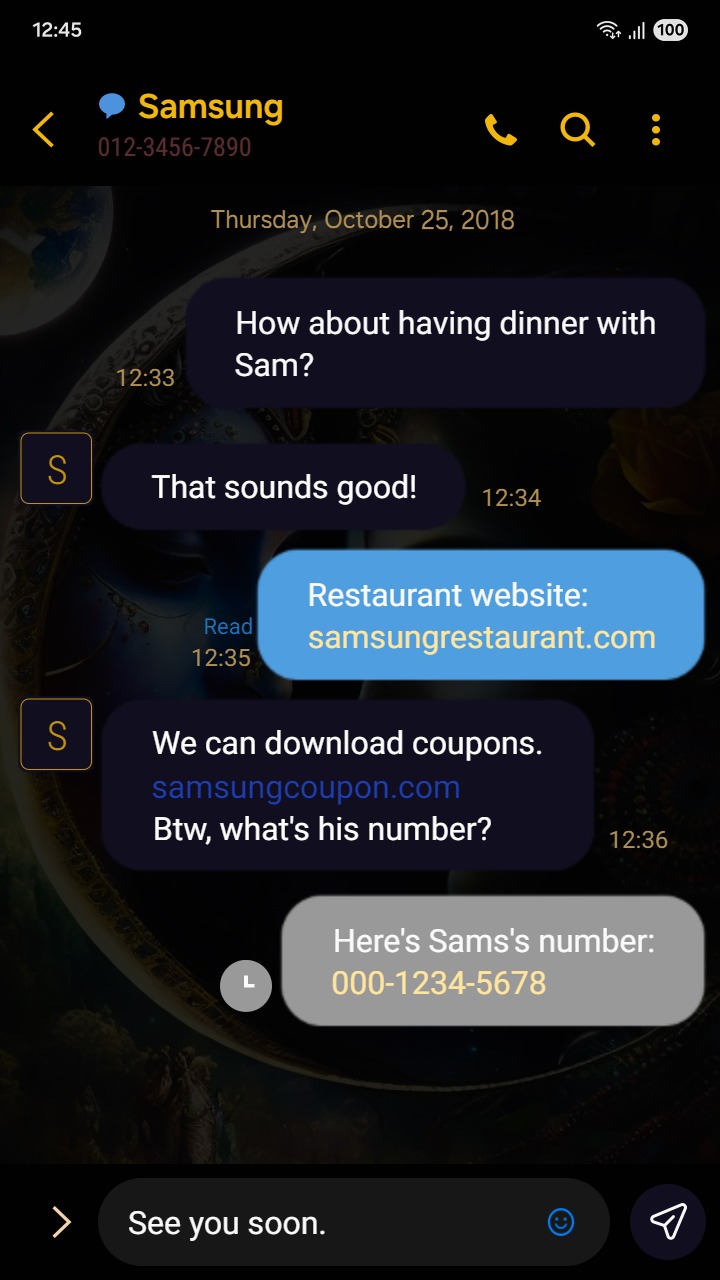 12:45
100
Samsung
012-3456-7890
Thursday, October 25, 2018
How about having dinner with
Sam?
12:33
S
That sounds good!
12:34
Restaurant website:
samsungrestaurant.com
Read
12:35
S
We can download coupons.
samsungcoupon.com
Btw, what's his number?
12:36
Here's Sams's number:
000-1234-5678
See you soon.